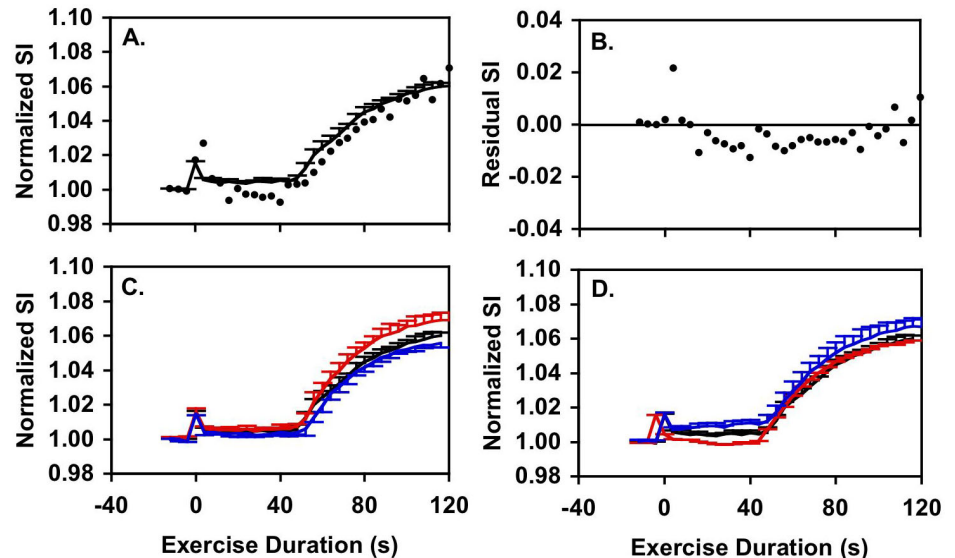 A.
Normalized SI
1.10
1.08
1.06
1.04
1.02
1.00
0.98
B.
Residual SI
0.04
0.02
0.00
-0.02
-0.04
C.
Normalized SI
1.10
1.08
1.06
1.04
1.02
1.00
0.98
-40 0 40 80 120
Exercise Duration (s)
D.
Normalized SI
1.10
1.08
1.06
1.04
1.02
1.00
0.98
-40 0 40 80 120
Exercise Duration (s)